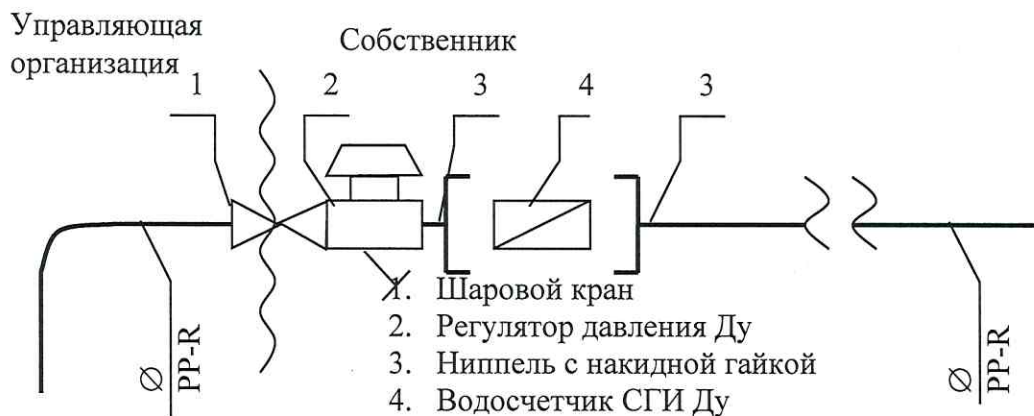 Управляющая
организация
Собственник
1
2
3
4
3
1. Шаровой кран
2. Регулятор давления Ду
3. Ниппель с накидной гайкой
4. Водосчетчик СГИ Ду
Ø
PP-R
Ø
PP-R